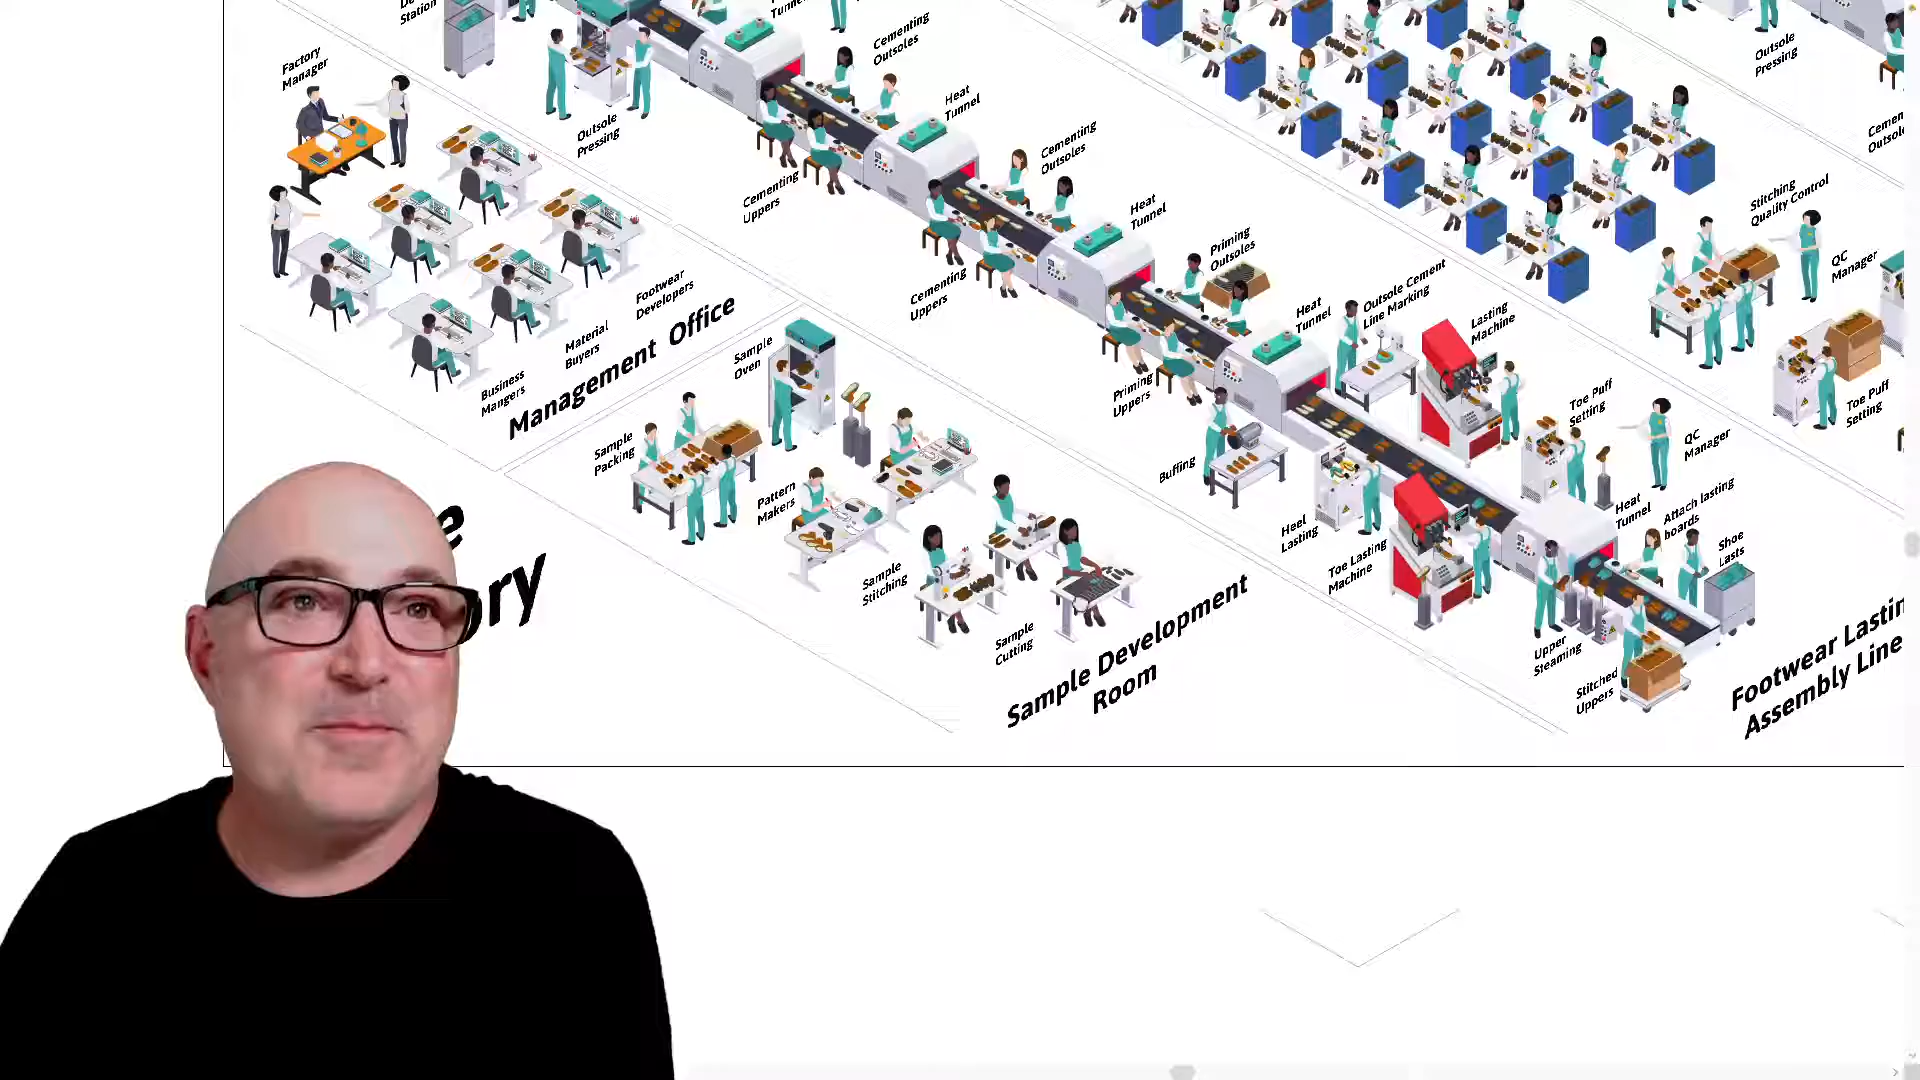 Station
Factory
Manager
Outsole
Pressing
Cementing
Outsoles
Heat
Tunnel
Cementing
Outsoles
Cementing
Uppers
Heat
Tunnel
Cementing
Uppers
Priming
Outsoles
Outsole
Pressing
Stitching
Quality Control
QC
Manager
Footwear
Developers
Material
Buyers
Business
Mangers
Management Office
Sample
Oven
Sample
Packing
Pattern
Makers
Sample
Stitching
Sample
Cutting
Sample Development
Room
Priming
Uppers
Heat
Tunnel
Outsole Cement
Line Marking
Lasting
Machine
Toe Puff
Setting
QC
Manager
Toe Puff
Setting
Buffing
Heel
Lasting
Toe Lasting
Machine
Heat
Tunnel
Attach lasting
boards
Shoe
Lasts
Upper
Steaming
Stitched
Uppers
Footwear Lastin
Assembly Line
ory